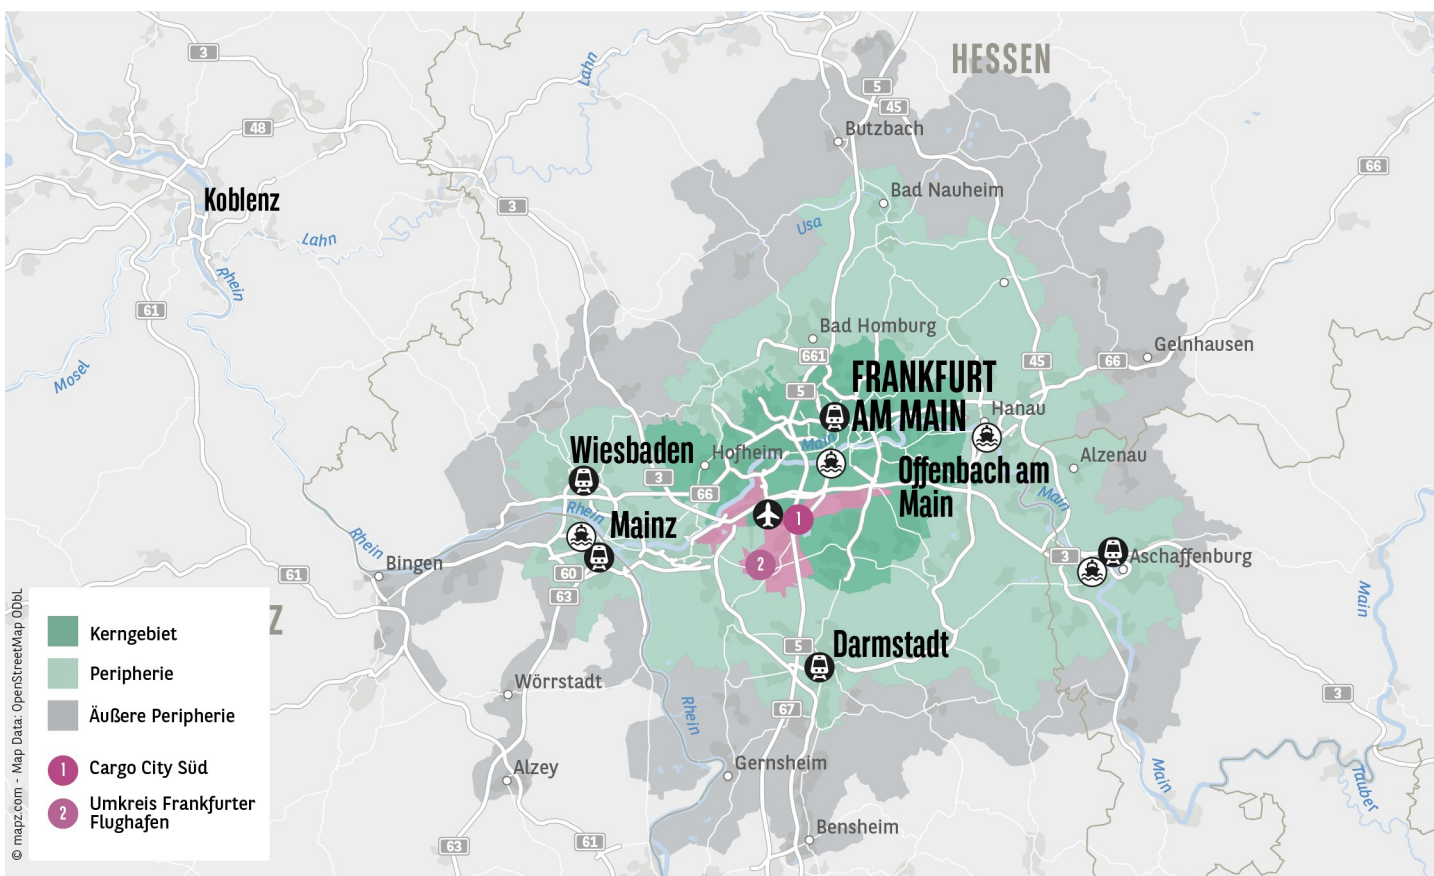 HESSEN
3
5
45
Butzbach
Lahn
48
66
Koblenz
Bad Nauheim
3
Usa
Lahn
Rhein
61
Bad Homburg
Gelnhausen
661
45
66
Mosel
5
FRANKFURT
AM MAIN
Hanau
Wiesbaden
Main
Hofheim
Alzenau
3
66
Offenbach am
Main
Main
Rhein
Mainz
1
Rhein
Bingen
3
Aschaffenburg
2
60
61
63
Main
Z
5
Darmstadt
Wörrstadt
3
Rhein
67
Alzey
Gernsheim
Main
Tauber
Bensheim
63
61
Kerngebiet
Peripherie
Äußere Peripherie
1 Cargo City Süd
2 Umkreis Frankfurter
Flughafen
© mapz.com - Map Data: OpenStreetMap ODbL